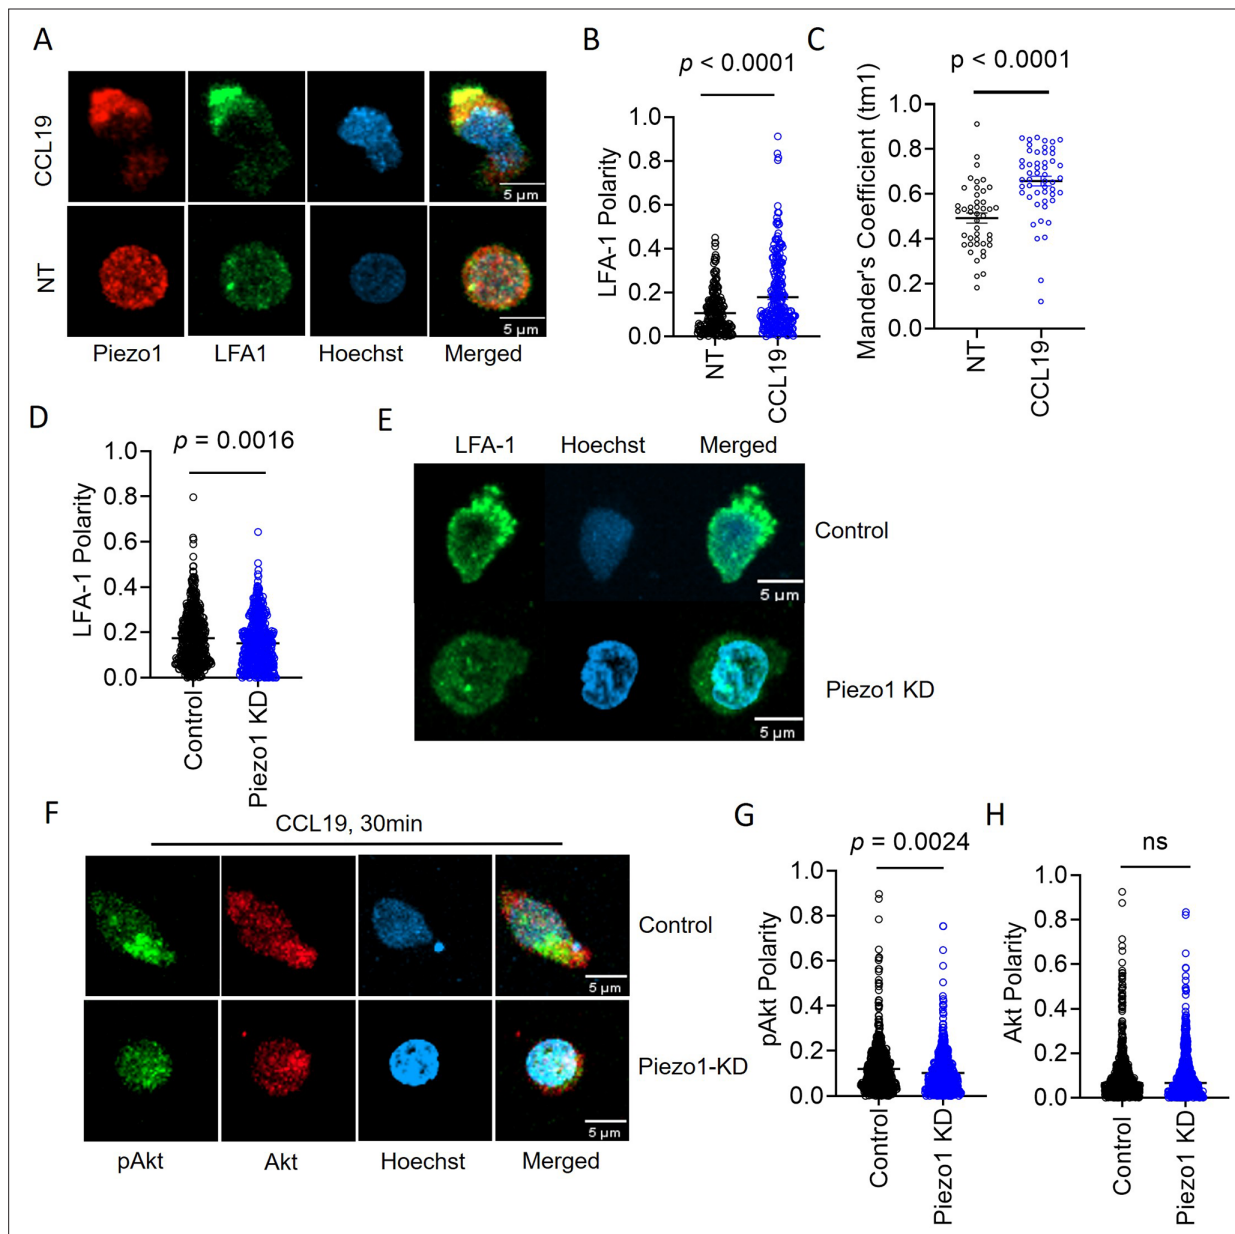 A
CCL19
5 µm
NT
5 µm
Piezo1 LFA1 Hoechst Merged
B
p < 0.0001
LFA-1 Polarity
1.0
0.8
0.6
0.4
0.2
0.0
NT
CCL19
C
p < 0.0001
Mander's Coefficient (tm1)
1.0
0.8
0.6
0.4
0.2
0.0
NT
CCL19
D
p = 0.0016
LFA-1 Polarity
1.0
0.8
0.6
0.4
0.2
0.0
Control
Piezo1 KD
E
LFA-1 Hoechst Merged
Control
5 µm
Piezo1 KD
5 µm
F
CCL19, 30min
Control
5 µm
Piezo1-KD
5 µm
pAkt Akt Hoechst Merged
G
p = 0.0024
pAkt Polarity
1.0
0.8
0.6
0.4
0.2
0.0
Control
Piezo1 KD
H
ns
Akt Polarity
1.0
0.8
0.6
0.4
0.2
0.0
Control
Piezo1 KD